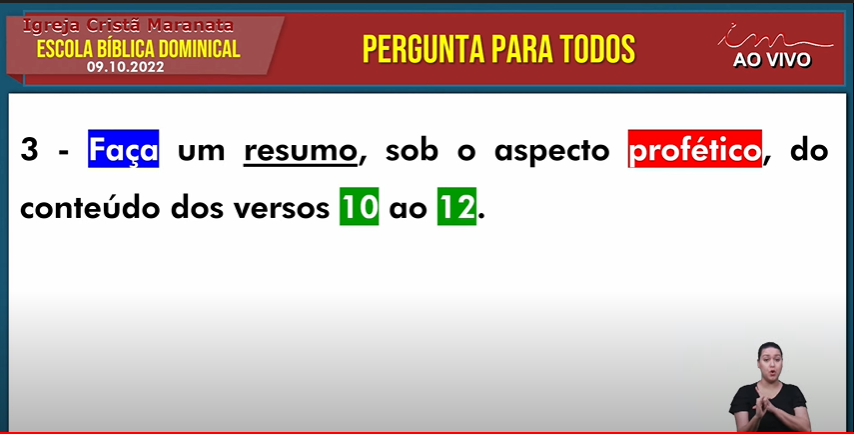 Igreja Cristã Maranata
ESCOLA BÍBLICA DOMINICAL
09.10.2022
PERGUNTA PARA TODOS
AO VIVO
3 - Faça um resumo, sob o aspecto profético, do
conteúdo dos versos 10 ao 12.